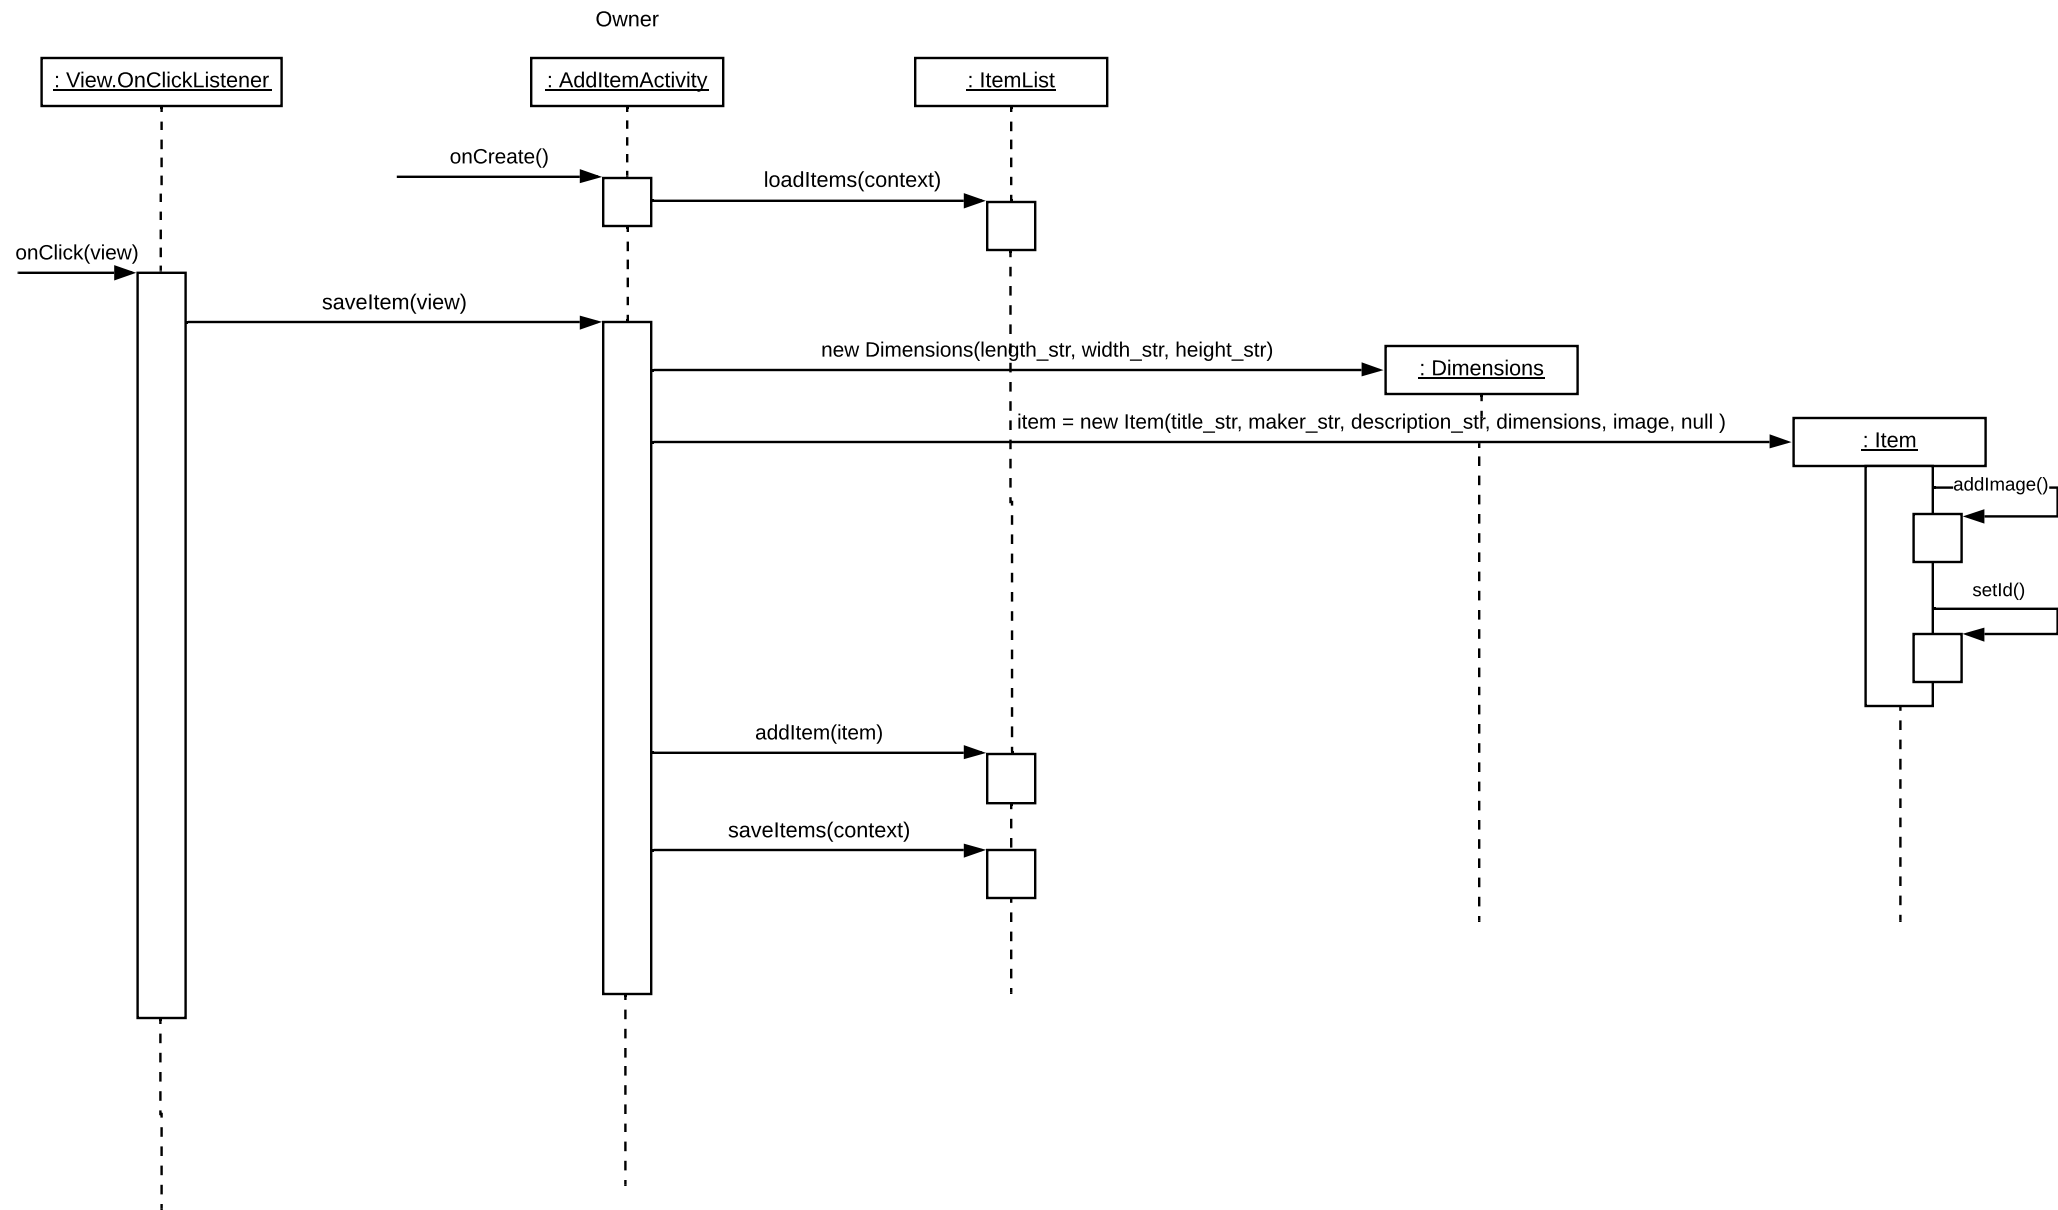 Owner
: View.OnClickListener
: AddItemActivity
: ItemList
onCreate()
loadItems(context)
onClick(view)
saveItem(view)
new Dimensions(length_str, width_str, height_str)
: Dimensions
item = new Item(title_str, maker_str, description_str, dimensions, image, null )
: Item
addImage()
setId()
addItem(item)
saveItems(context)